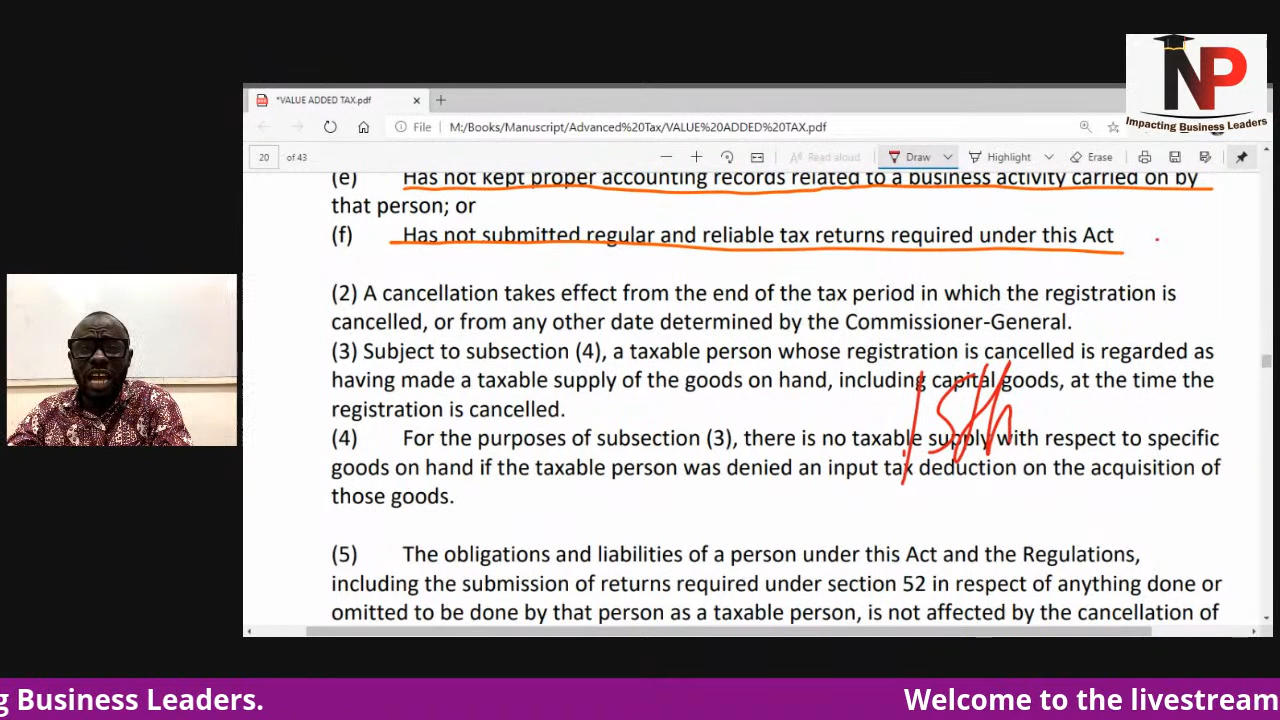 NP
Impacting Business Leaders
*VALUE ADDED TAX.pdf
File M:/Books/Manuscript/Advanced%20Tax/VALUE%20ADDED%20TAX.pdf
20 of 43 Read aloud Draw Highlight Erase
(e) Has not kept proper accounting records related to a business activity carried on by
that person; or
(f) Has not submitted regular and reliable tax returns required under this Act
(2) A cancellation takes effect from the end of the tax period in which the registration is
cancelled, or from any other date determined by the Commissioner-General.
(3) Subject to subsection (4), a taxable person whose registration is cancelled is regarded as
having made a taxable supply of the goods on hand, including capital goods, at the time the
registration is cancelled.
15th
(4) For the purposes of subsection (3), there is no taxable supply with respect to specific
goods on hand if the taxable person was denied an input tax deduction on the acquisition of
those goods.
(5) The obligations and liabilities of a person under this Act and the Regulations,
including the submission of returns required under section 52 in respect of anything done or
omitted to be done by that person as a taxable person, is not affected by the cancellation of
g Business Leaders. Welcome to the livestream